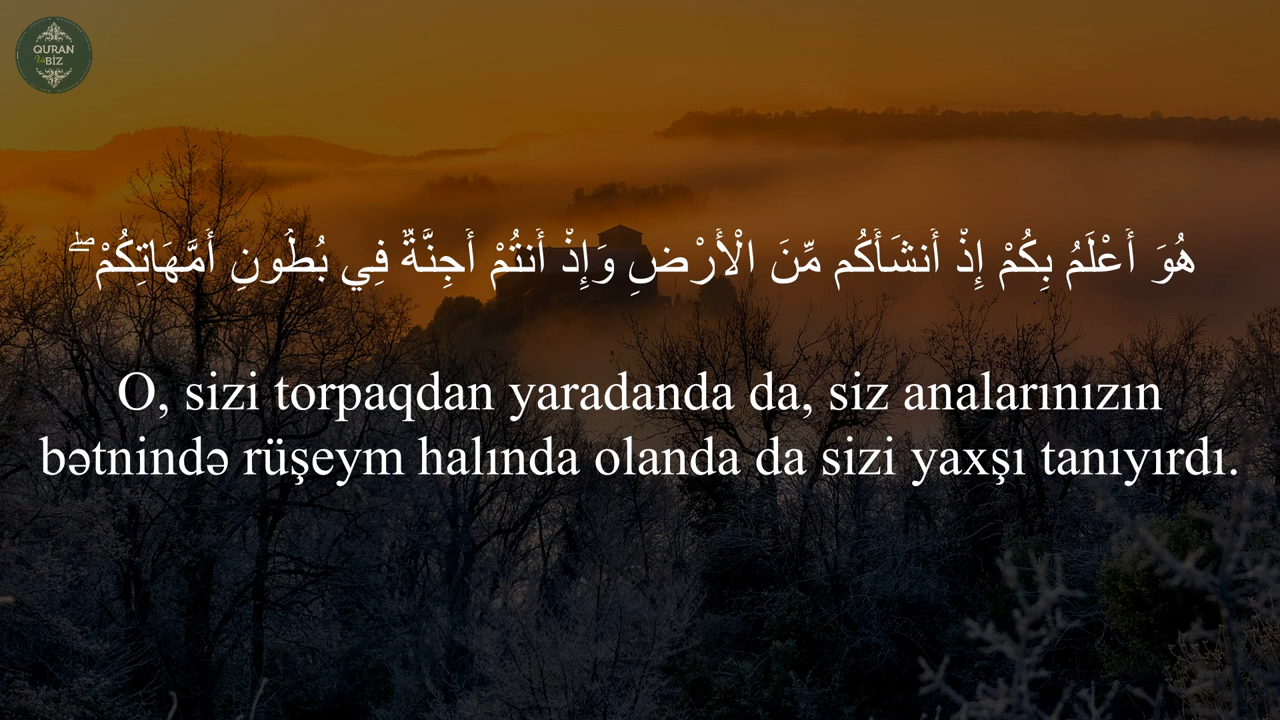 QURAN
Və BİZ
هُوَ أَعْلَمُ بِكُمْ إِذْ أَنشَأَكُم مِّنَ الْأَرْضِ وَإِذْ أَنتُمْ أَجِنَّةٌ فِي بُطُونِ أُمَّهَاتِكُمْ ۖ
O, sizi torpaqdan yaradanda da, siz analarınızın
bətnində rüşeym halında olanda da sizi yaxşı tanıyırdı.